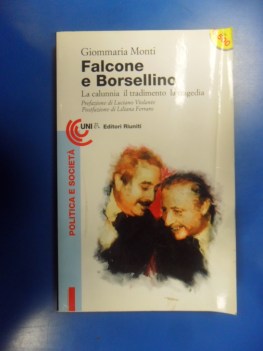 Giommaria Monti
Falcone
e Borsellino
La calunnia il tradimento la tragedia
Prefazione di Luciano Violante
Postfazione di Liliana Ferraro
UNI Editori Riuniti
POLITICA E SOCIETÀ